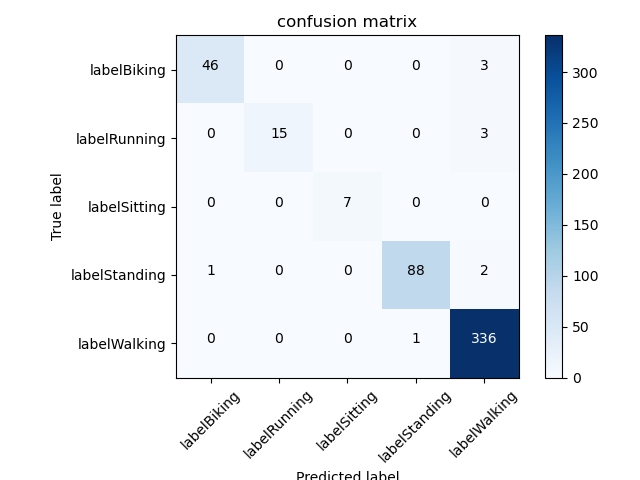 confusion matrix
labelBiking 46 0 0 0 3
labelRunning 0 15 0 0 3
labelSitting 0 0 7 0 0
labelStanding 1 0 0 88 2
labelWalking 0 0 0 1 336
True label
labelBiking labelRunning labelSitting labelStanding labelWalking
Predicted label
300
250
200
150
100
50
0